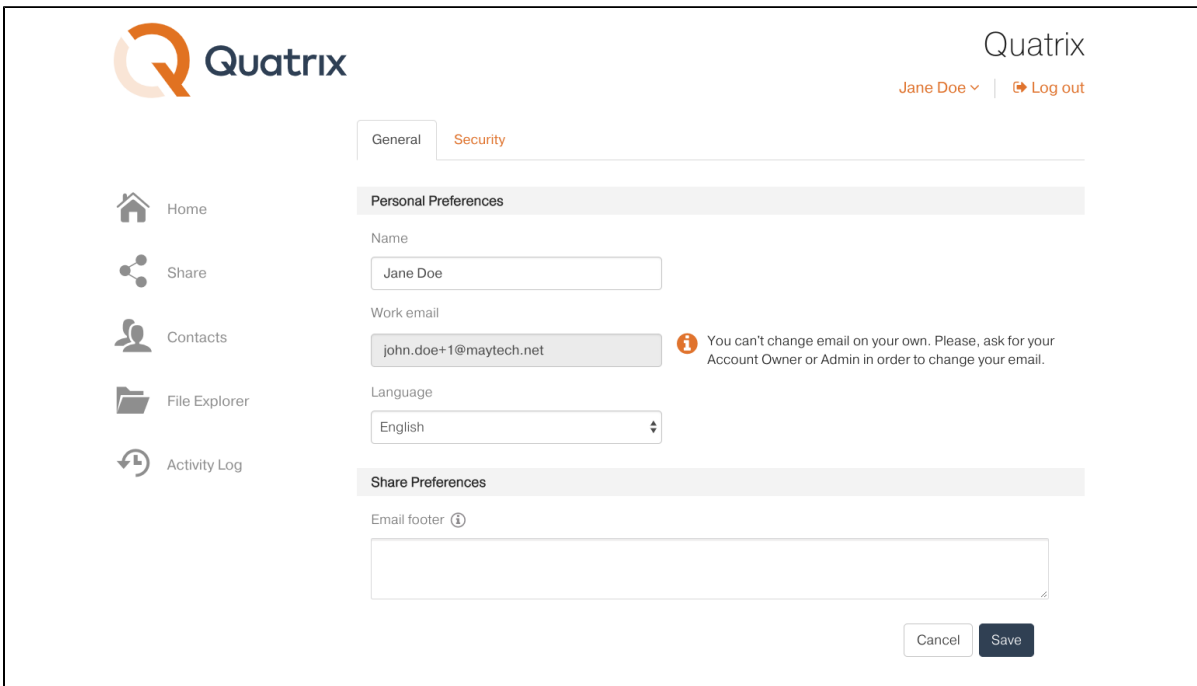 Quatrix
Quatrix
Jane Doe
Log out
General
Security
Home
Share
Contacts
File Explorer
Activity Log
Personal Preferences
Name
Jane Doe
Work email
john.doe+1@maytech.net
You can't change email on your own. Please, ask for your
Account Owner or Admin in order to change your email.
Language
English
Share Preferences
Email footer
Cancel
Save